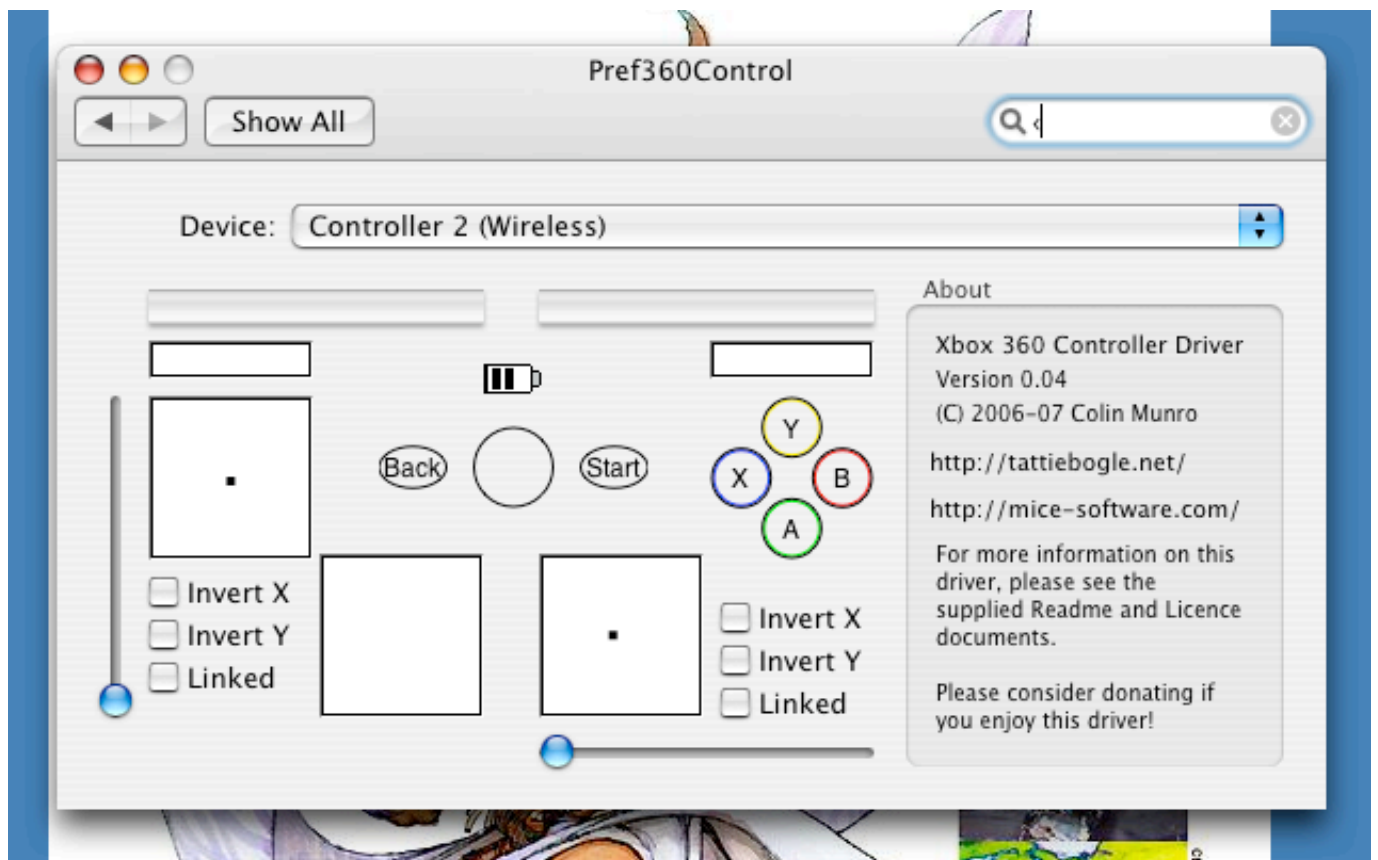 Pref360Control
Show All
‹
Device: Controller 2 (Wireless)
About
Xbox 360 Controller Driver
Version 0.04
(C) 2006-07 Colin Munro
http://tattiebogle.net/
http://mice-software.com/
For more information on this
driver, please see the
supplied Readme and Licence
documents.
Please consider donating if
you enjoy this driver!
Back
Start
Y
X
B
A
Invert X
Invert Y
Linked
Invert X
Invert Y
Linked